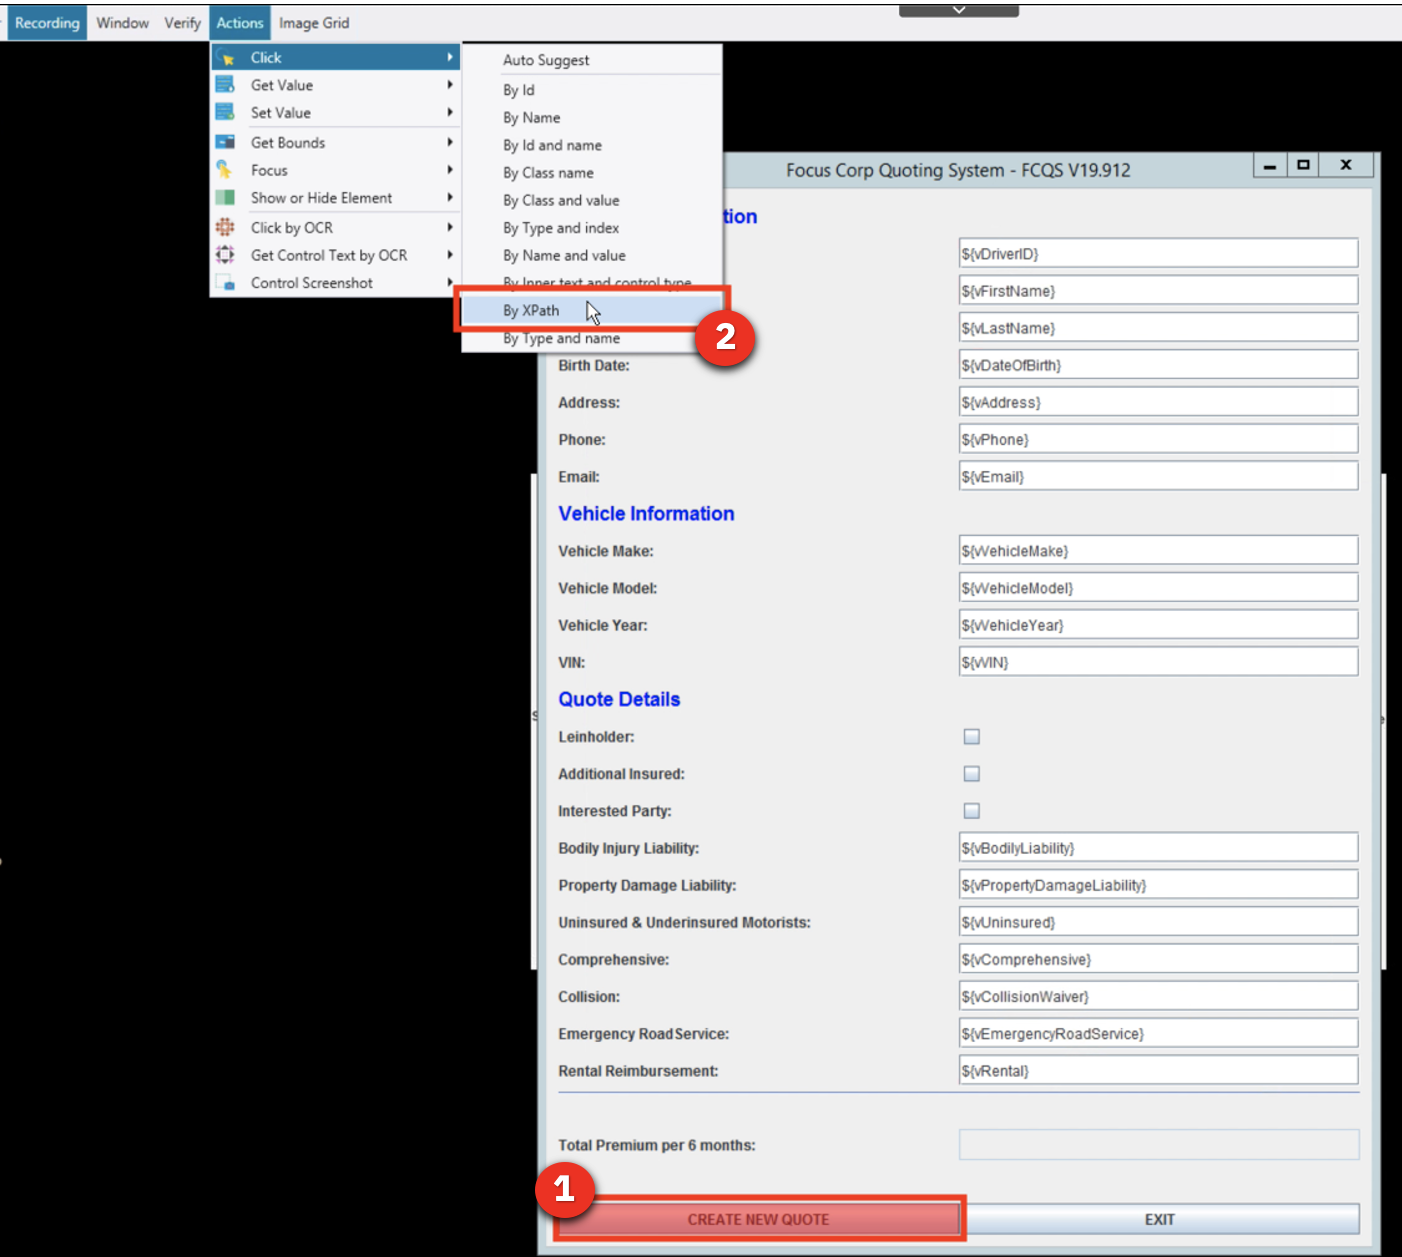 Recording Window Verify Actions Image Grid
Click
Get Value
Set Value
Get Bounds
Focus
Show or Hide Element
Click by OCR
Get Control Text by OCR
Control Screenshot
Auto Suggest
By Id
By Name
By Id and name
By Class name
By Class and value
By Type and index
By Name and value
By Inner text and control type
By XPath
By Type and name
2
Focus Corp Quoting System - FCQS V19.912
tion
${vDriverID}
${vFirstName}
${vLastName}
Birth Date: ${vDateOfBirth}
Address: ${vAddress}
Phone: ${vPhone}
Email: ${vEmail}
Vehicle Information
Vehicle Make: ${vVehicleMake}
Vehicle Model: ${vVehicleModel}
Vehicle Year: ${vVehicleYear}
VIN: ${vVIN}
Quote Details
Leinholder:
Additional Insured:
Interested Party:
Bodily Injury Liability: ${vBodilyLiability}
Property Damage Liability: ${vPropertyDamageLiability}
Uninsured & Underinsured Motorists: ${vUninsured}
Comprehensive: ${vComprehensive}
Collision: ${vCollisionWaiver}
Emergency Road Service: ${vEmergencyRoadService}
Rental Reimbursement: ${vRental}
Total Premium per 6 months:
1
CREATE NEW QUOTE EXIT